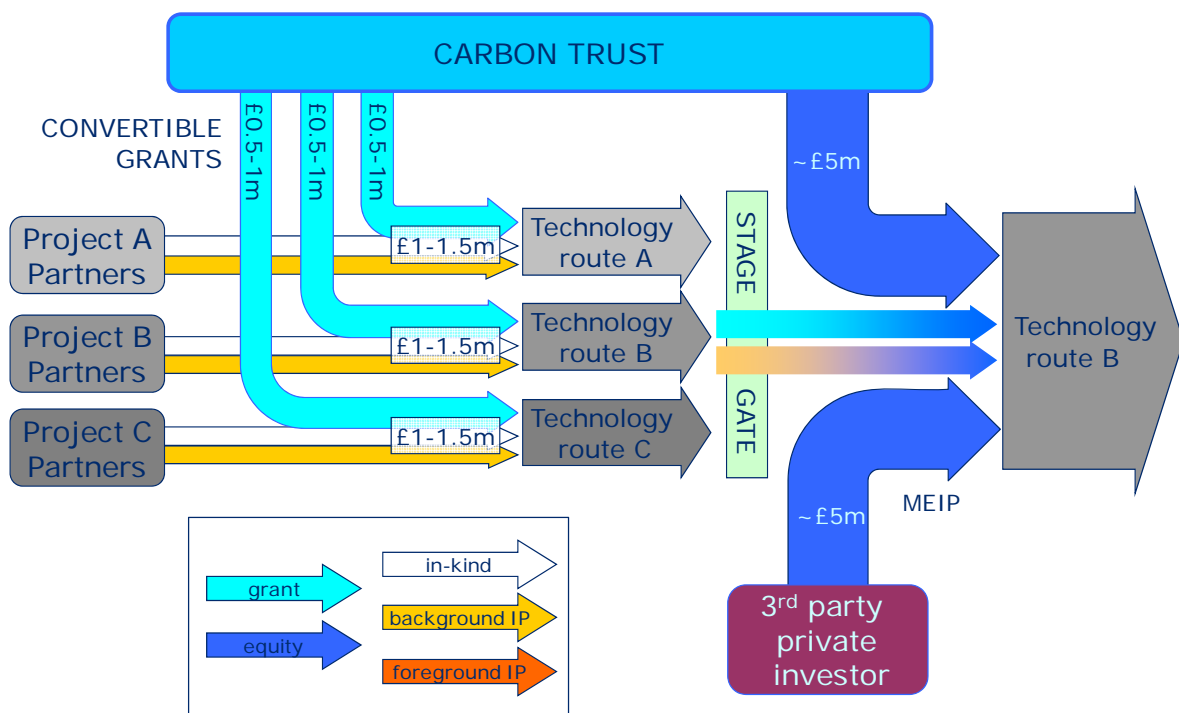 CARBON TRUST
CONVERTIBLE
GRANTS
£0.5-1m
£0.5-1m
£0.5-1m
~£5m
Project A
Partners
£1-1.5m
Technology
route A
Project B
Partners
£1-1.5m
Technology
route B
Project C
Partners
£1-1.5m
Technology
route C
STAGE
GATE
Technology
route B
MEIP
~£5m
3rd party
private
investor
grant
equity
in-kind
background IP
foreground IP